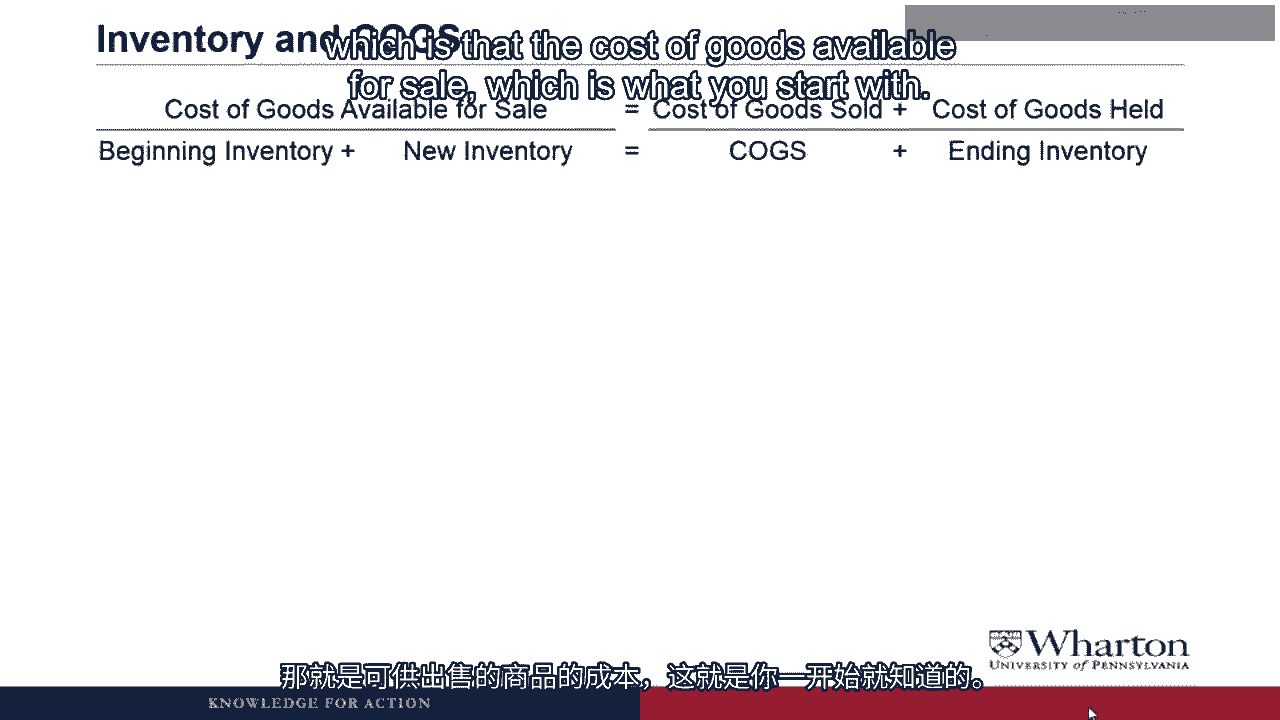 Inventory and COGS
which is that the cost of goods available
for sale, which is what you start with.
Cost of Goods Available for Sale = Cost of Goods Sold + Cost of Goods Held
Beginning Inventory + New Inventory = COGS + Ending Inventory
Wharton
UNIVERSITY of PENNSYLVANIA
那就是可供出售的商品的成本，这就是你一开始就知道的。
KNOWLEDGE FOR ACTION